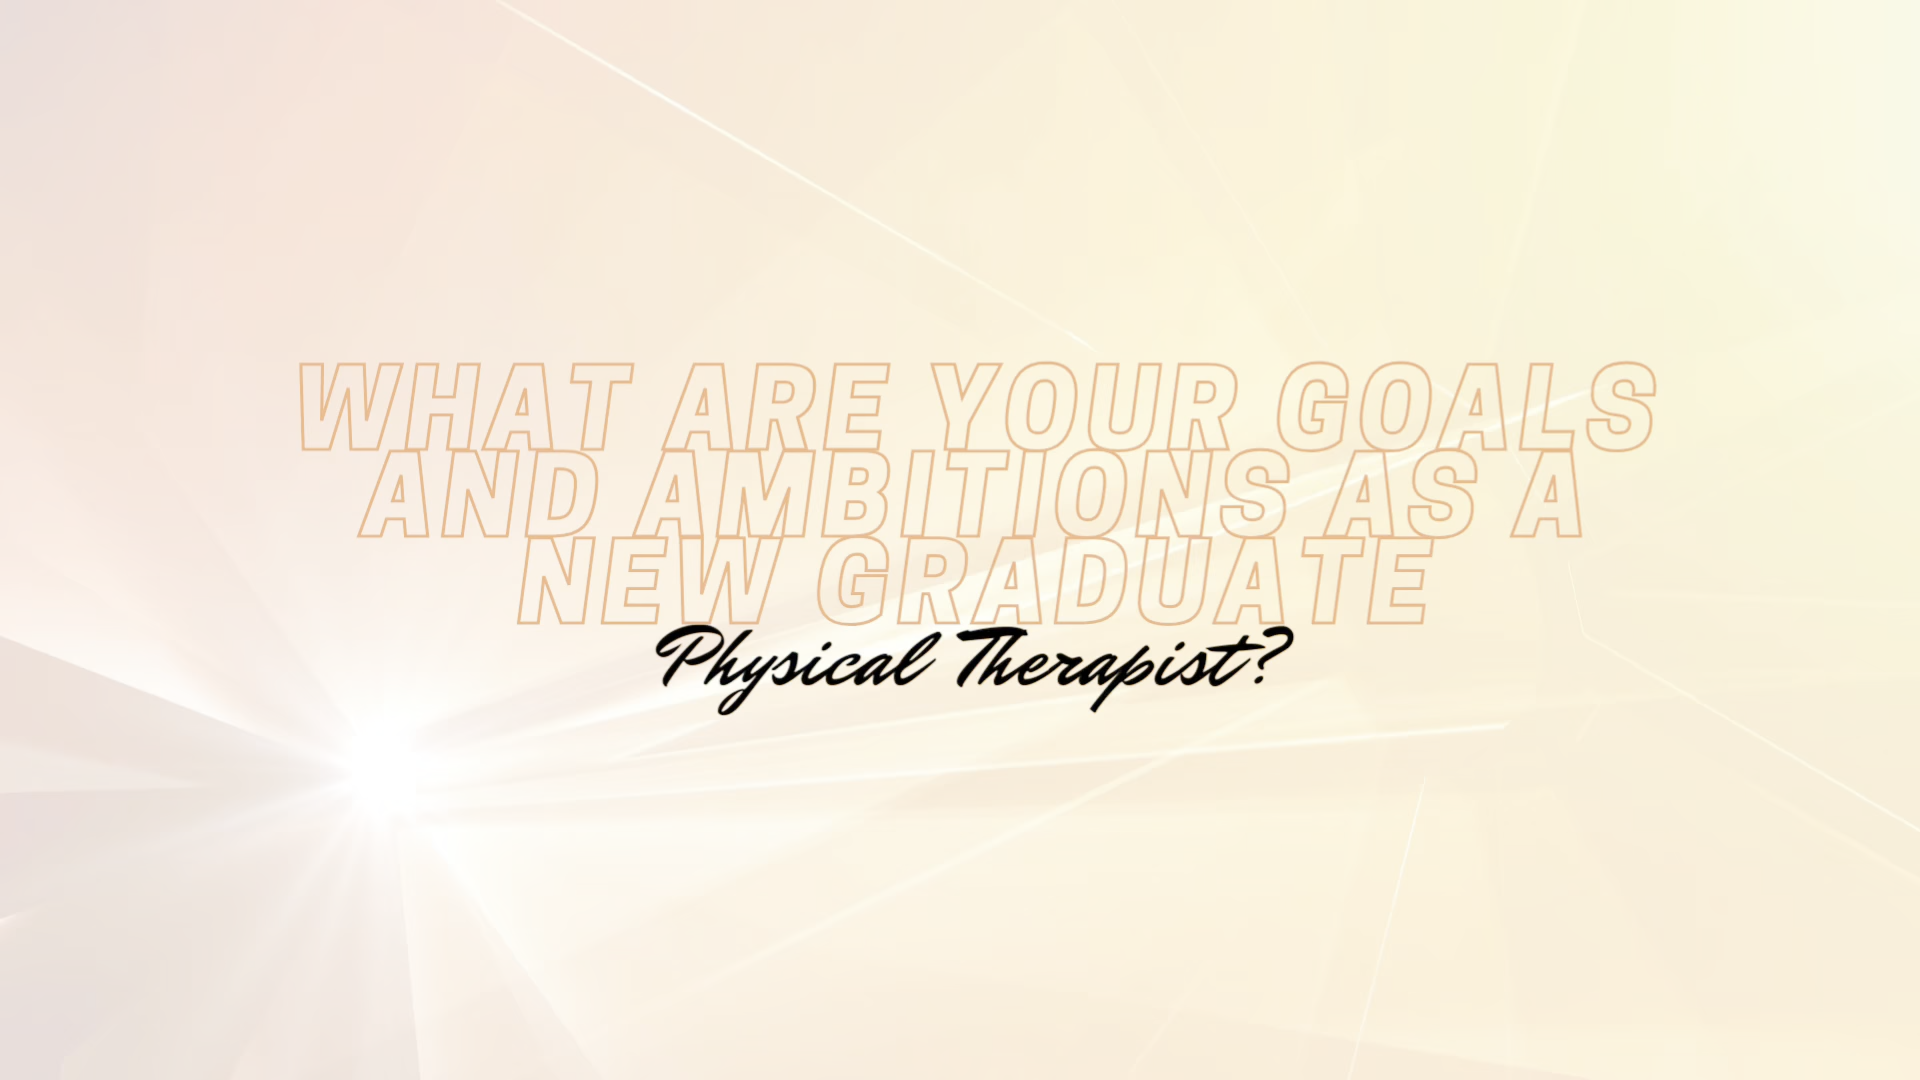 WHAT ARE YOUR GOALS
AND AMBITIONS AS A
NEW GRADUATE
Physical Therapist?